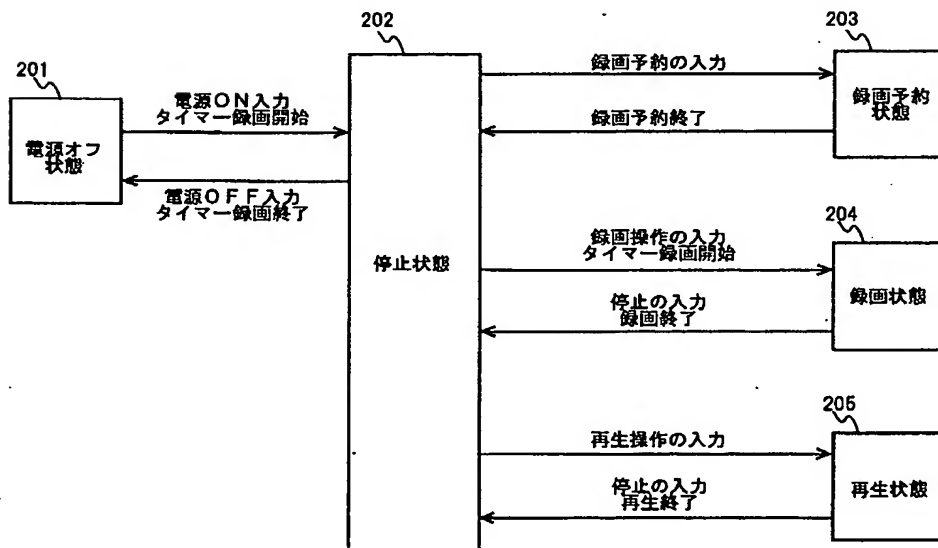 201
電源オフ
状態
電源ON入力
タイマー録画開始
電源OFF入力
タイマー録画終了
202
停止状態
録画予約の入力
録画予約終了
203
録画予約
状態
録画操作の入力
タイマー録画開始
停止の入力
録画終了
204
録画状態
再生操作の入力
停止の入力
再生終了
205
再生状態